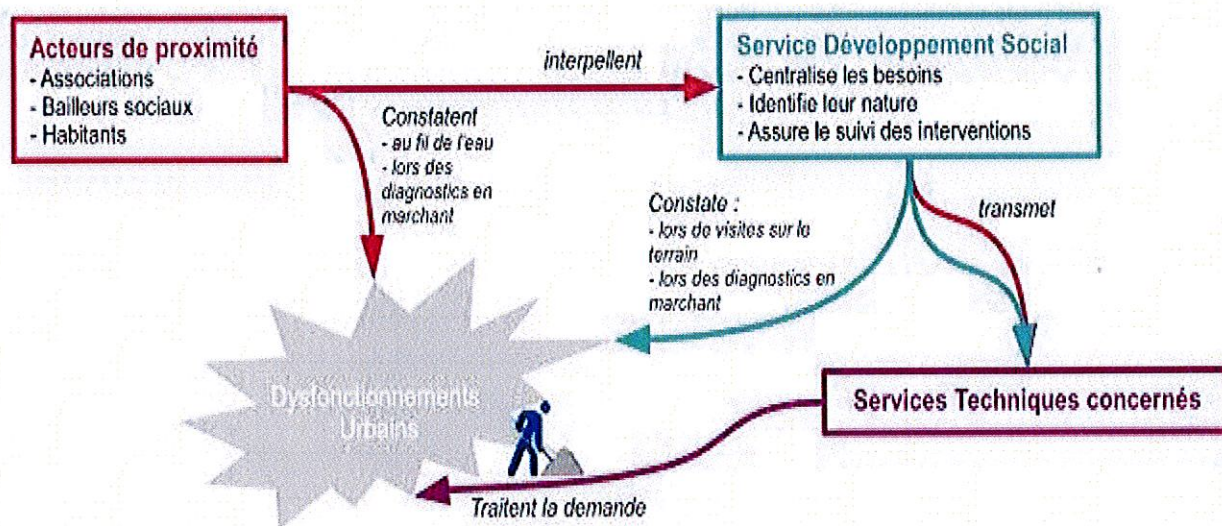 Acteurs de proximité
- Associations
- Bailleurs sociaux
- Habitants
interpellent
Service Développement Social
- Centralise les besoins
- Identifie leur nature
- Assure le suivi des interventions
Constatent
- au fil de l'eau
- lors des
diagnostics en
marchant
Constate :
- lors de visites sur le
terrain
- lors des diagnostics en
marchant
transmet
Dysfonctionnements
Urbains
Services Techniques concernés
Traitent la demande